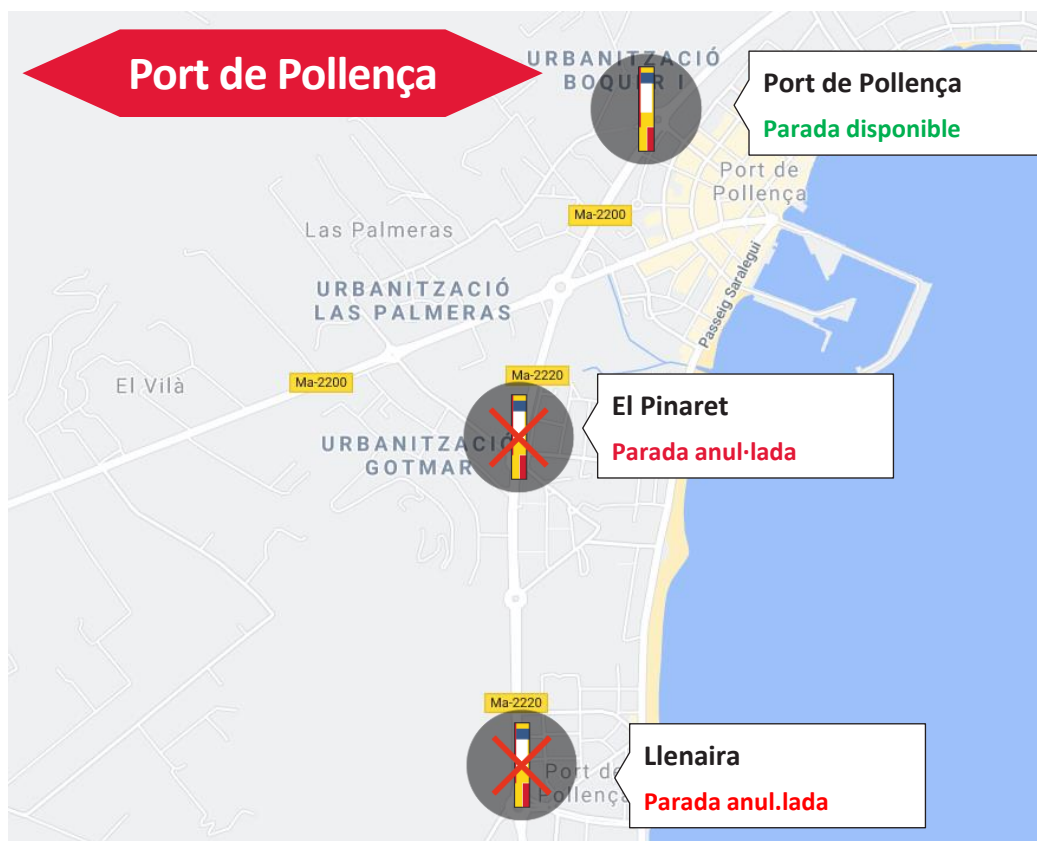 Port de Pollença
URBANITZACIÓ
BOQUER I
Port de Pollença
Parada disponible
Port de
Pollença
Ma-2200
Las Palmeras
Passeig Saralegui
URBANITZACIÓ
LAS PALMERAS
El Vilà
Ma-2200
Ma-2220
El Pinaret
Parada anul·lada
URBANITZACIÓ
GOTMAR
Ma-2220
Llenaira
Parada anul.lada
Port de
Pollença